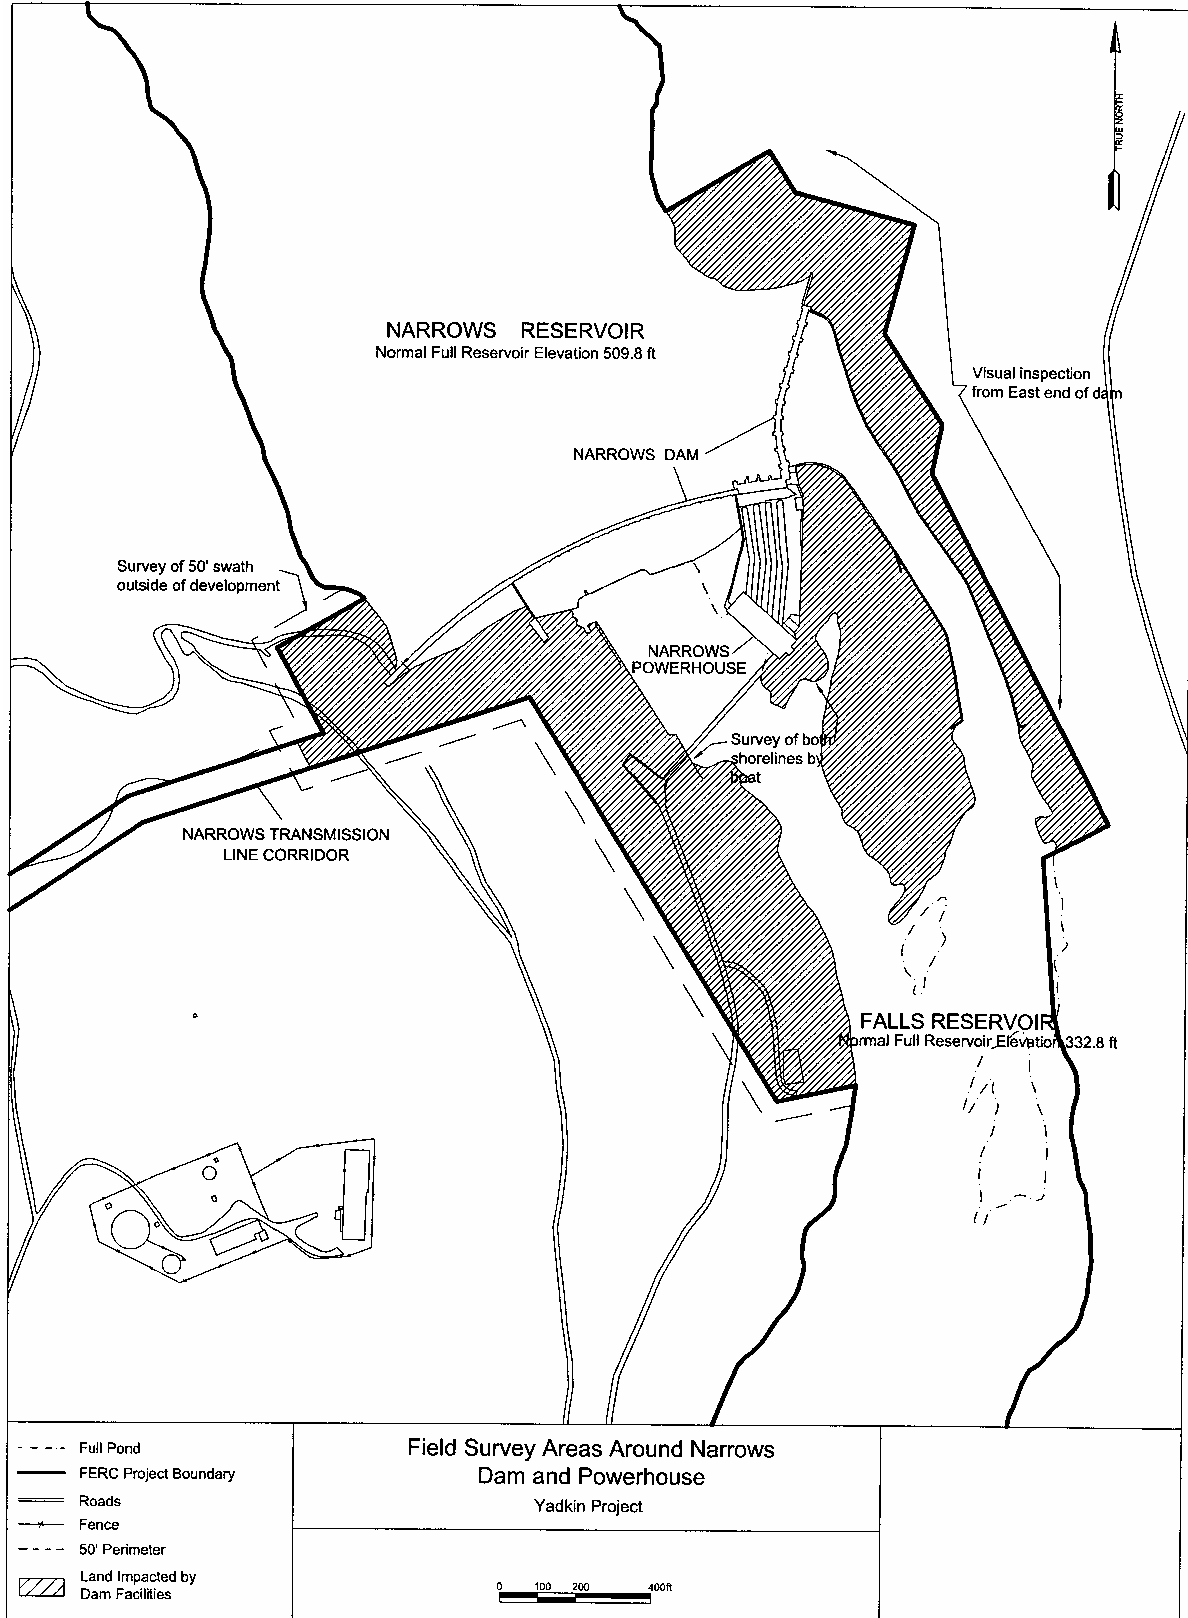 TRUE NORTH
NARROWS RESERVOIR
Normal Full Reservoir Elevation 509.8 ft
Visual inspection
from East end of dam
NARROWS DAM
Survey of 50' swath
outside of development
NARROWS
POWERHOUSE
Survey of both
shorelines by
boat
NARROWS TRANSMISSION
LINE CORRIDOR
FALLS RESERVOIR
Normal Full Reservoir Elevation 332.8 ft
Full Pond
FERC Project Boundary
Roads
Fence
50' Perimeter
Land Impacted by
Dam Facilities
Field Survey Areas Around Narrows
Dam and Powerhouse
Yadkin Project
0 100 200 400ft